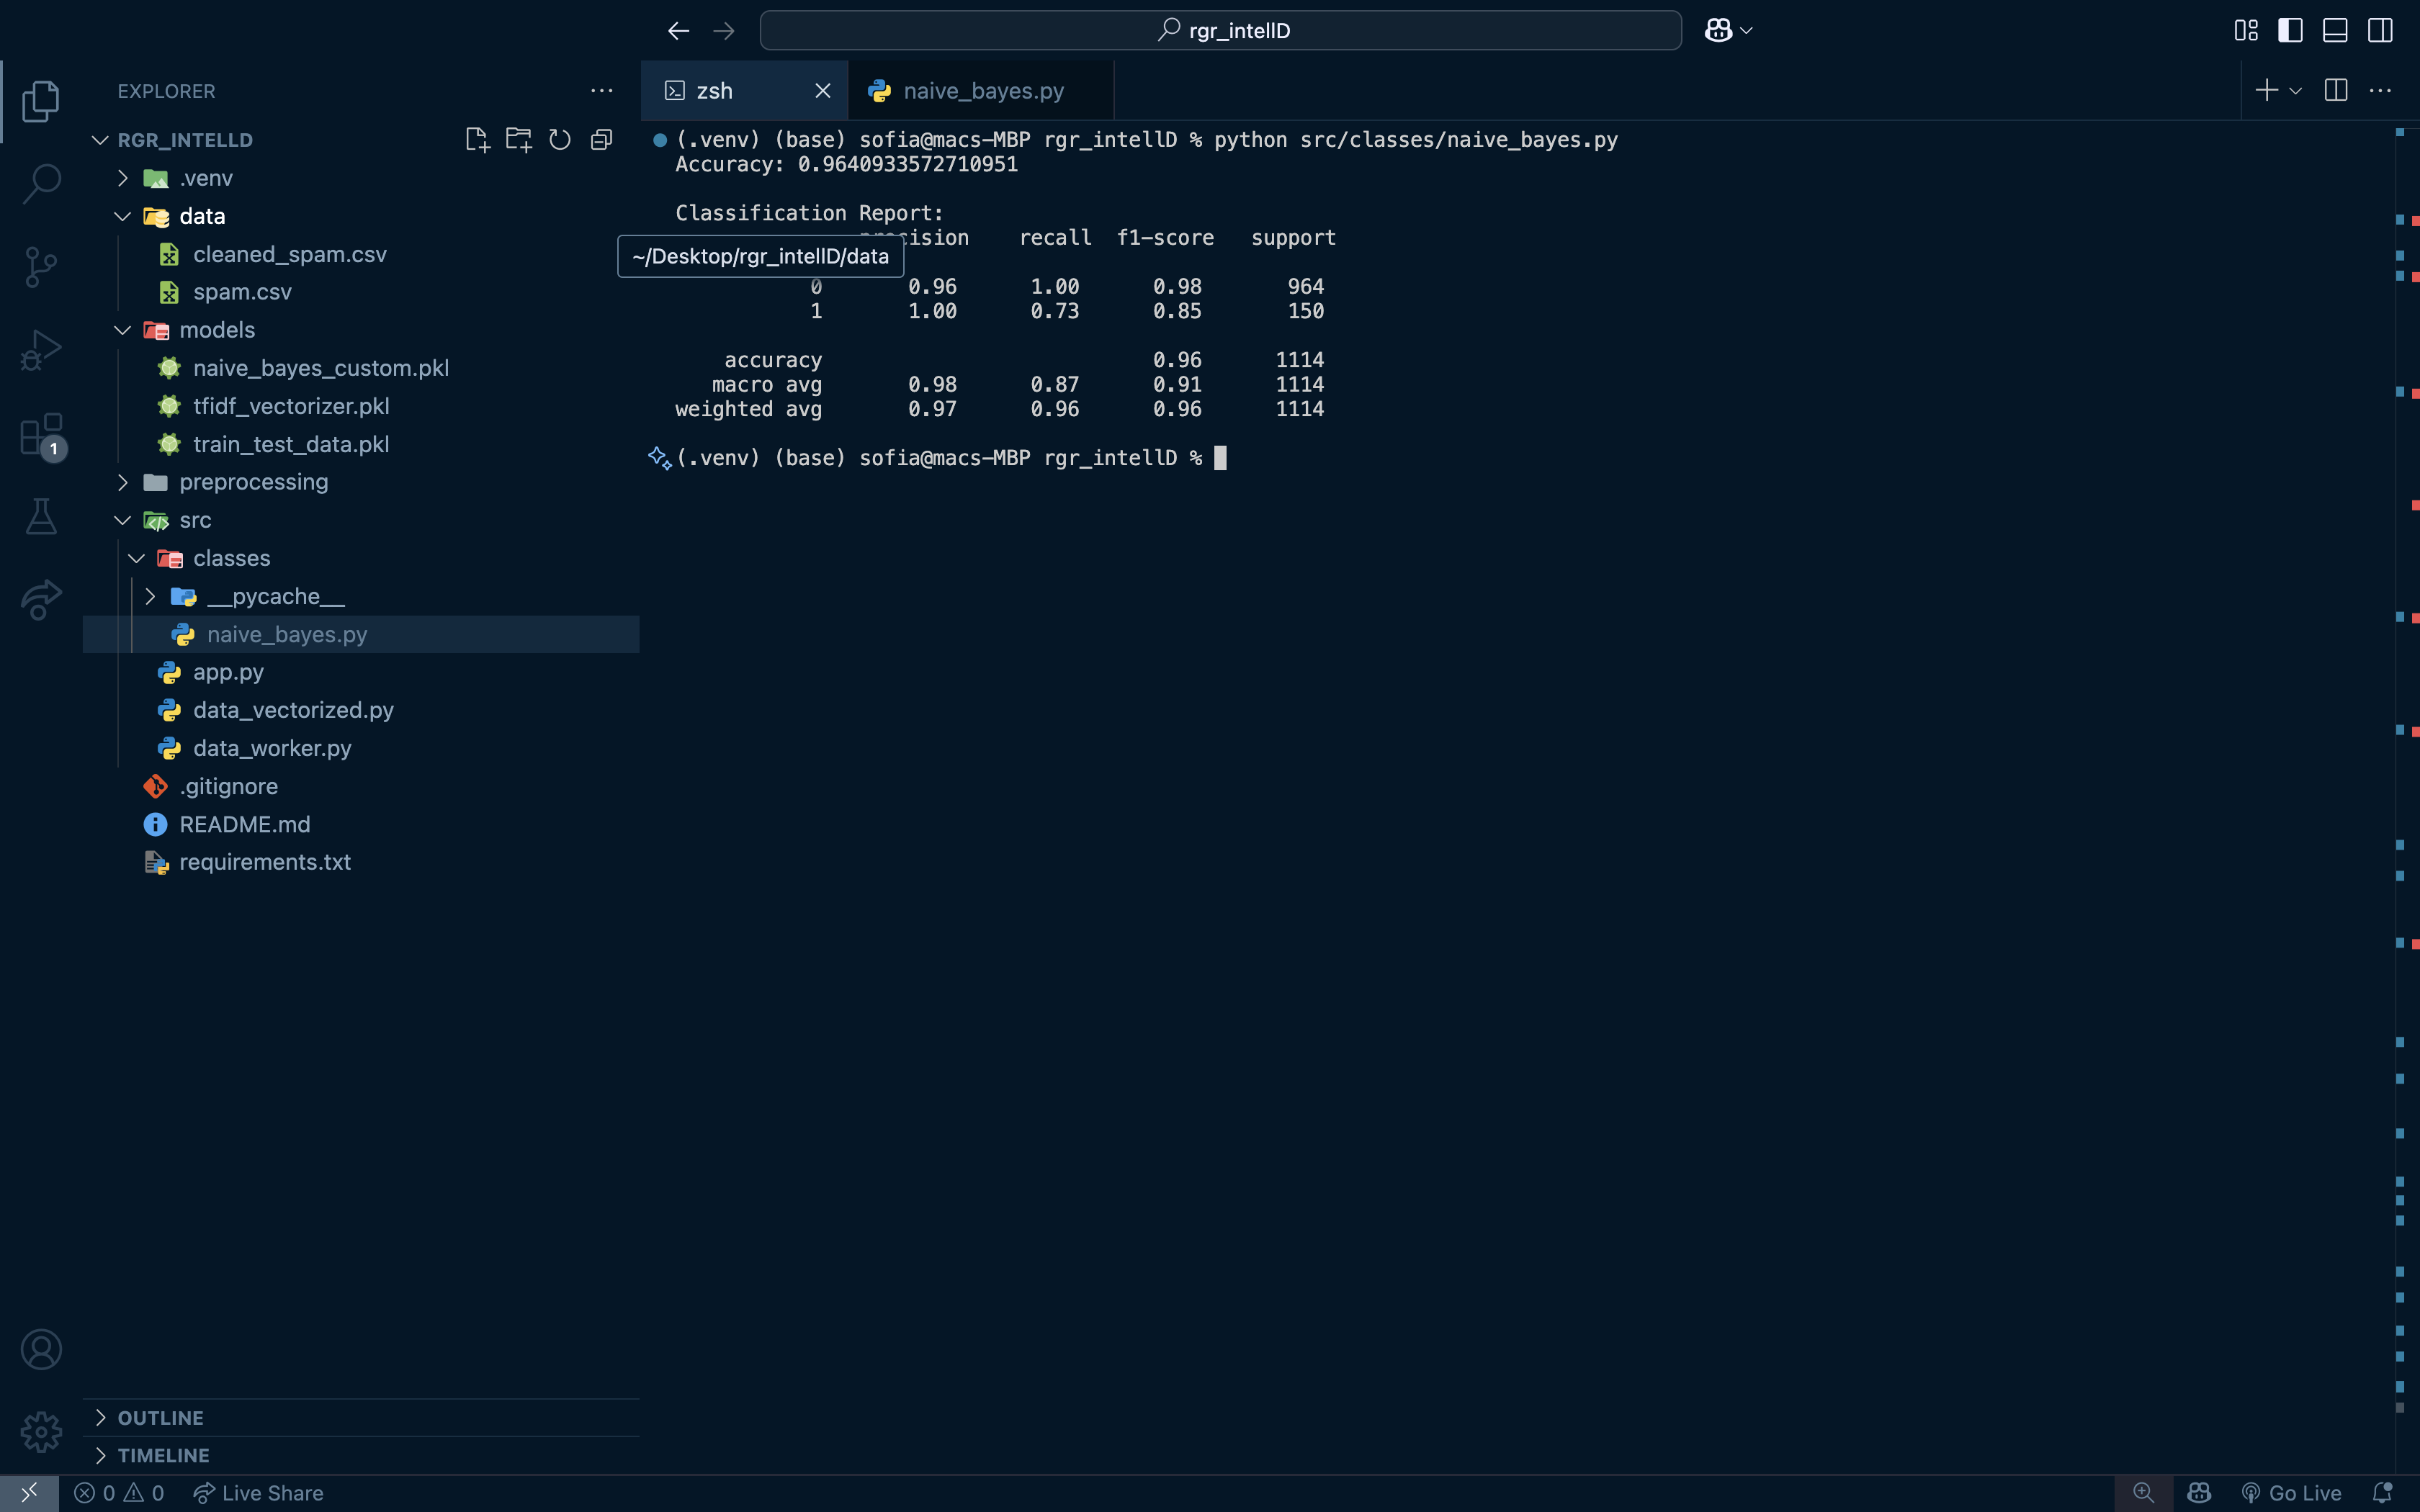 rgr_intellD
EXPLORER
RGR_INTELLD
.venv
data
cleaned_spam.csv
spam.csv
models
naive_bayes_custom.pkl
tfidf_vectorizer.pkl
train_test_data.pkl
preprocessing
src
classes
__pycache__
naive_bayes.py
app.py
data_vectorized.py
data_worker.py
.gitignore
README.md
requirements.txt
OUTLINE
TIMELINE
1
zsh
naive_bayes.py
(.venv) (base) sofia@macs-MBP rgr_intellD % python src/classes/naive_bayes.py
Accuracy: 0.9640933572710951
Classification Report:
precision recall f1-score support
~/Desktop/rgr_intellD/data
0 0.96 1.00 0.98 964
1 1.00 0.73 0.85 150
accuracy 0.96 1114
macro avg 0.98 0.87 0.91 1114
weighted avg 0.97 0.96 0.96 1114
(.venv) (base) sofia@macs-MBP rgr_intellD %
0 0 Live Share
Go Live